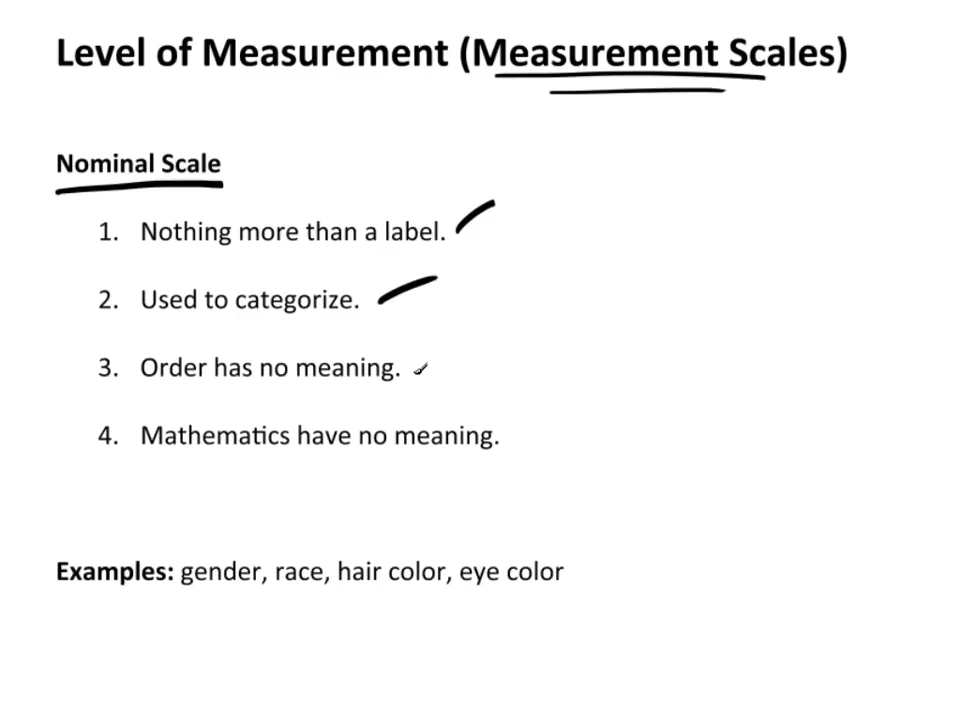 Level of Measurement (Measurement Scales)
Nominal Scale
1. Nothing more than a label.
2. Used to categorize.
3. Order has no meaning.
4. Mathematics have no meaning.
Examples: gender, race, hair color, eye color